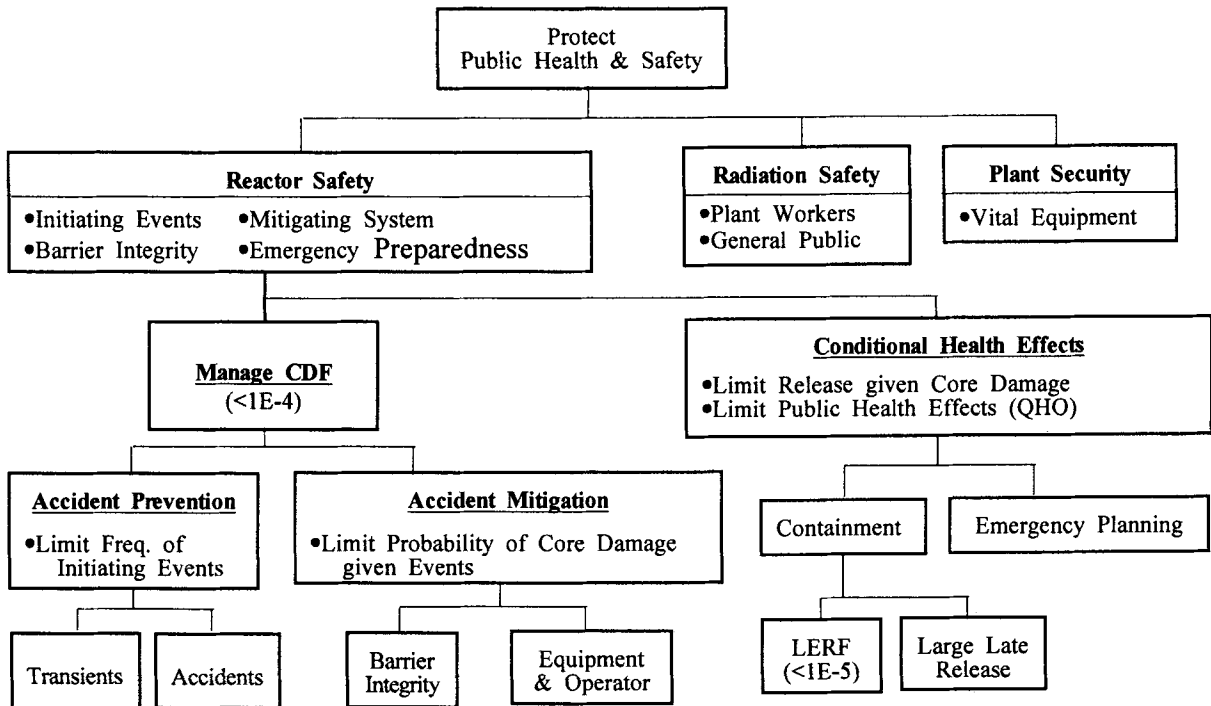 Protect
Public Health & Safety
Reactor Safety
•Initiating Events •Mitigating System
•Barrier Integrity •Emergency Preparedness
Radiation Safety
•Plant Workers
•General Public
Plant Security
•Vital Equipment
Manage CDF
(<1E-4)
Conditional Health Effects
•Limit Release given Core Damage
•Limit Public Health Effects (QHO)
Accident Prevention
•Limit Freq. of
Initiating Events
Accident Mitigation
•Limit Probability of Core Damage
given Events
Containment
Emergency Planning
Transients
Accidents
Barrier
Integrity
Equipment
& Operator
LERF
(<1E-5)
Large Late
Release